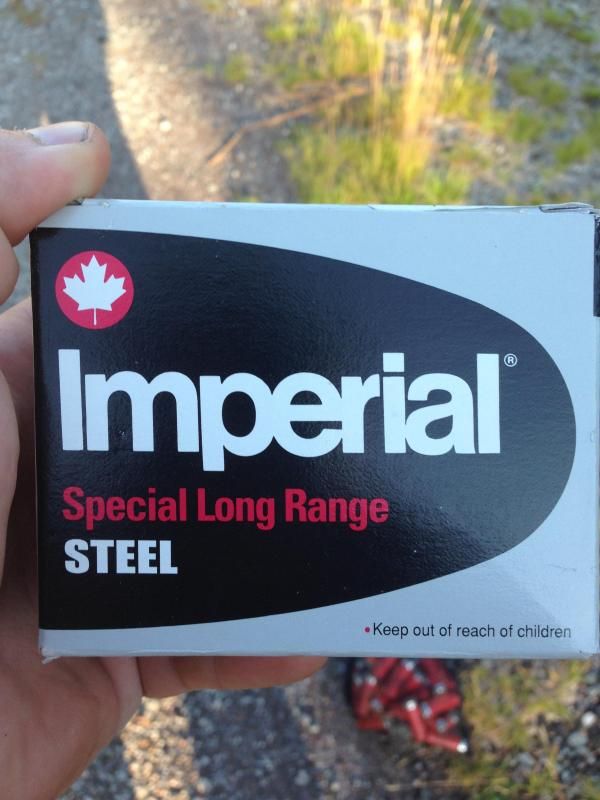 Imperial®
Special Long Range
STEEL
•Keep out of reach of children